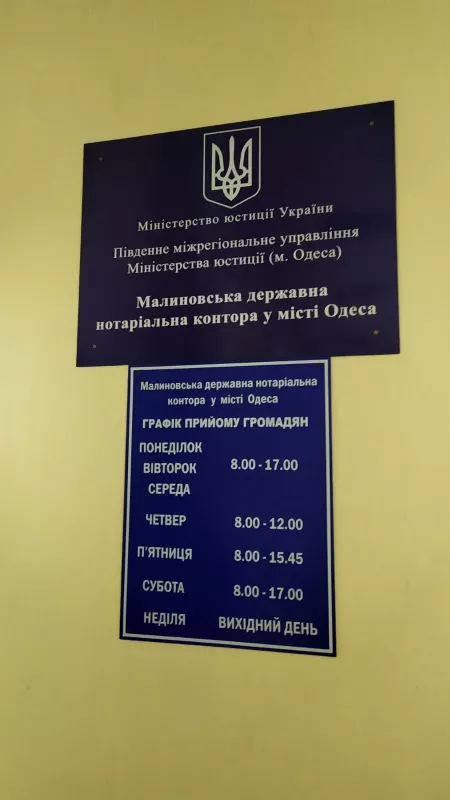 Міністерство юстиції України
Південне міжрегіональне управління
Міністерства юстиції (м. Одеса)
Малиновська державна
нотаріальна контора у місті Одеса
Малиновська державна нотаріальна
контора у місті Одеса
ГРАФІК ПРИЙОМУ ГРОМАДЯН
ПОНЕДІЛОК
ВІВТОРОК 8.00 - 17.00
СЕРЕДА
ЧЕТВЕР 8.00 - 12.00
П'ЯТНИЦЯ 8.00 - 15.45
СУБОТА 8.00 - 17.00
НЕДІЛЯ ВИХІДНИЙ ДЕНЬ